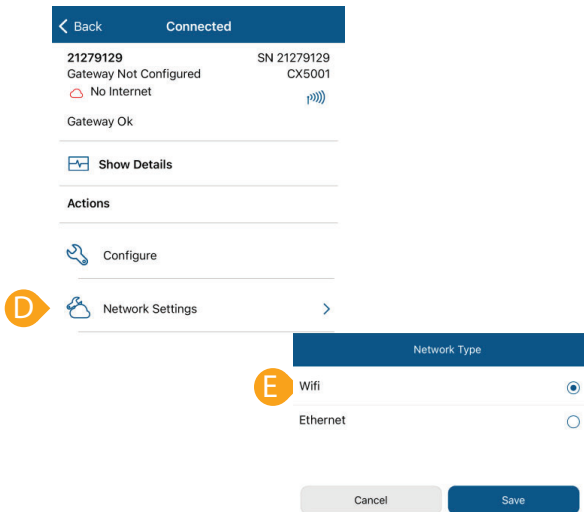 Back Connected
21279129 SN 21279129
Gateway Not Configured CX5001
No Internet
Gateway Ok
Show Details
Actions
Configure
D Network Settings
Network Type
E Wifi
Ethernet
Cancel Save